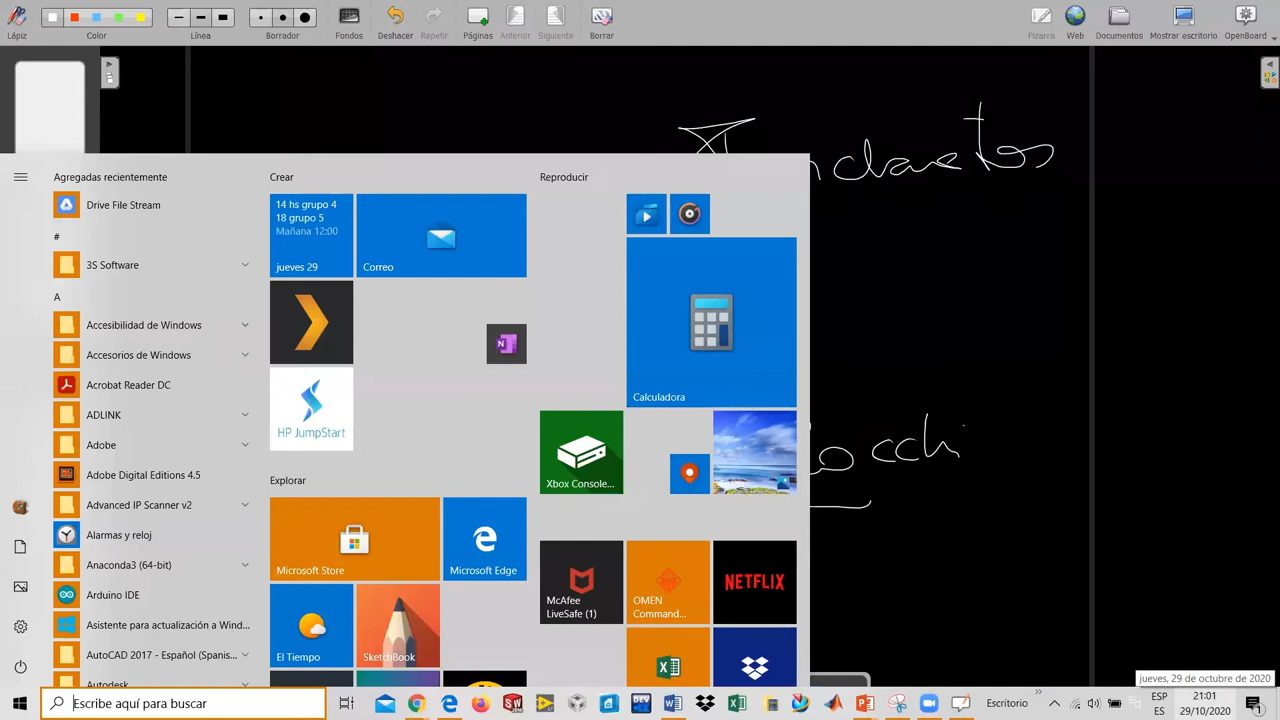 Lápiz
Color
Línea
Borrador
Fondos
Deshacer
Repetir
Páginas
Anterior
Siguiente
Borrar
Pizarra
Web
Documentos
Mostrar escritorio
OpenBoard
Agregadas recientemente
Drive File Stream
#
3S Software
A
Accesibilidad de Windows
Accesorios de Windows
Acrobat Reader DC
ADLINK
Adobe
Adobe Digital Editions 4.5
Advanced IP Scanner v2
Alarmas y reloj
Anaconda3 (64-bit)
Arduino IDE
Asistente para actualización a Wind...
AutoCAD 2017 - Español (Spanis...
Autodesk
Crear
14 hs grupo 4
18 grupo 5
Mañana 12:00
jueves 29
Correo
HP JumpStart
Explorar
Microsoft Store
Microsoft Edge
El Tiempo
SketchBook
Reproducir
Calculadora
Xbox Console...
McAfee
LiveSafe (1)
OMEN
Command...
NETFLIX
Escribe aquí para buscar
DEV
Escritorio
ESP
ES
21:01
29/10/2020
jueves, 29 de octubre de 2020